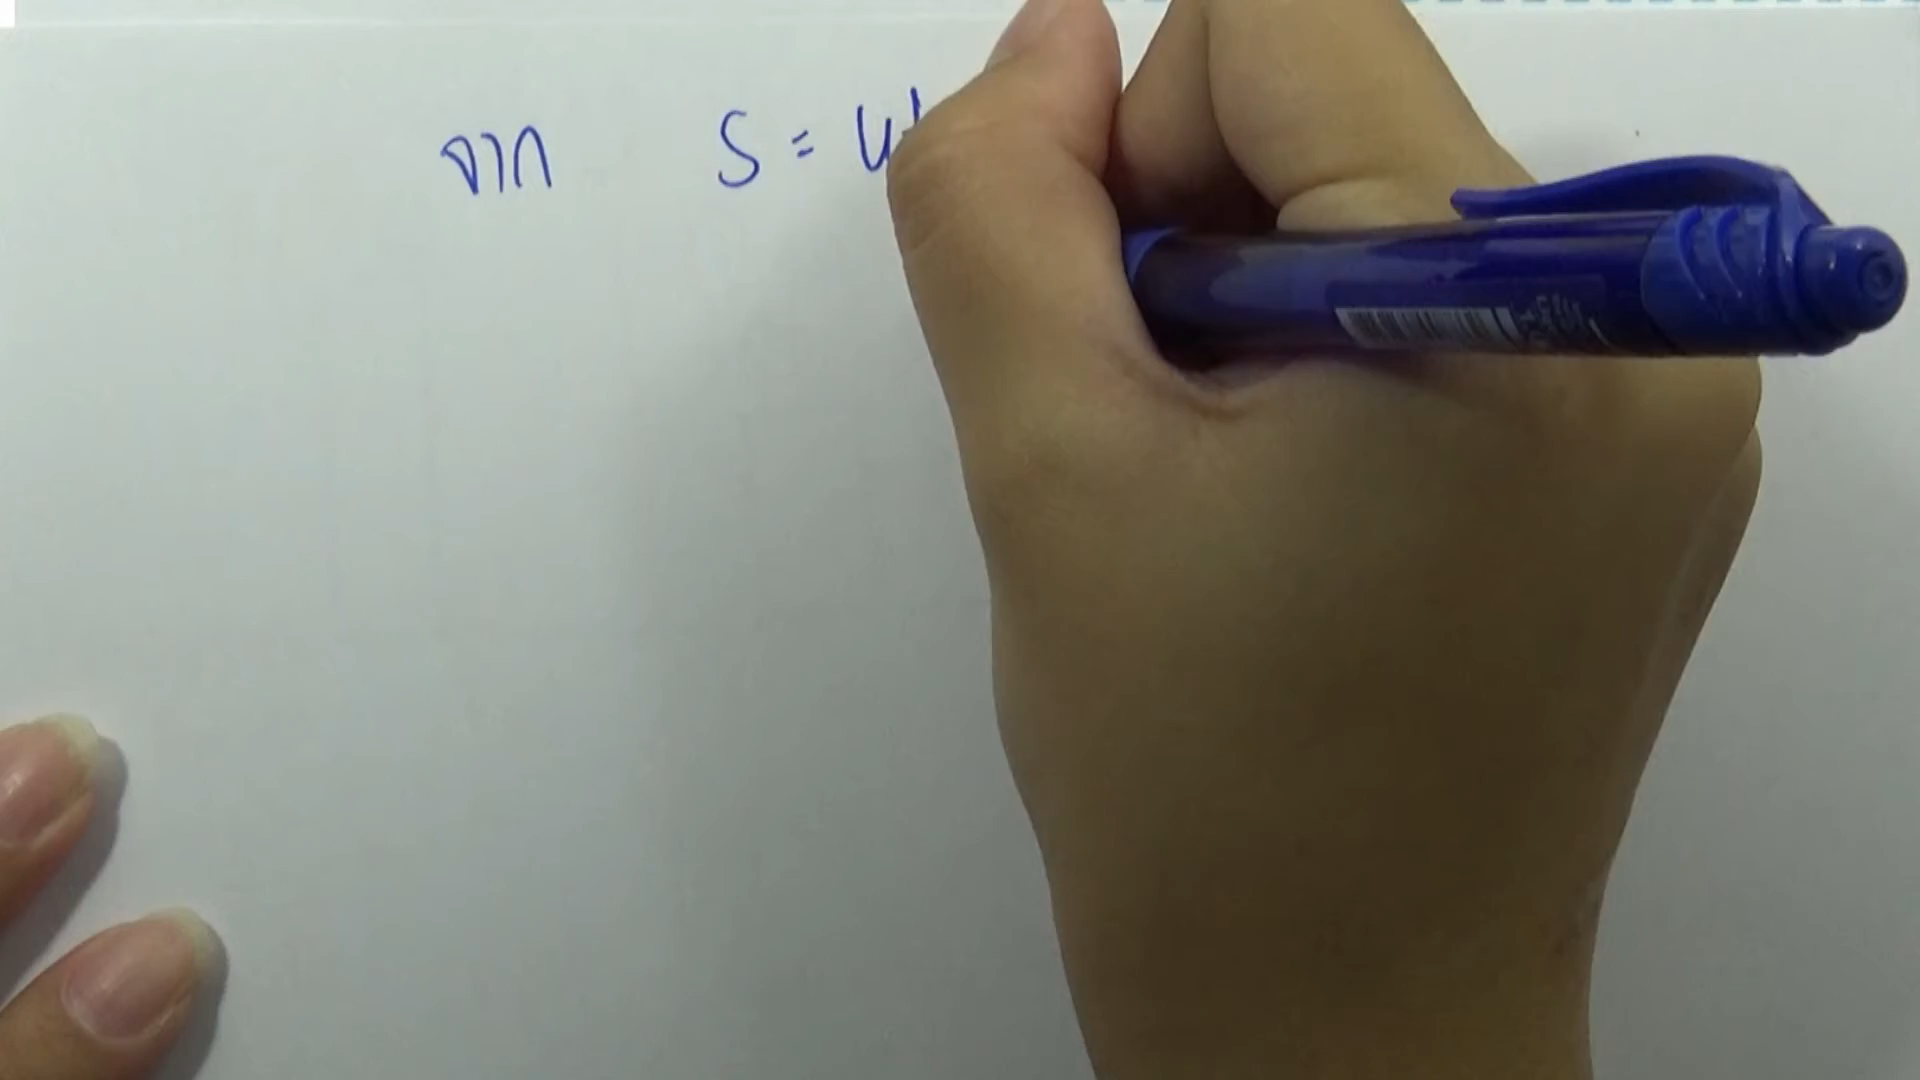 จาก S = u